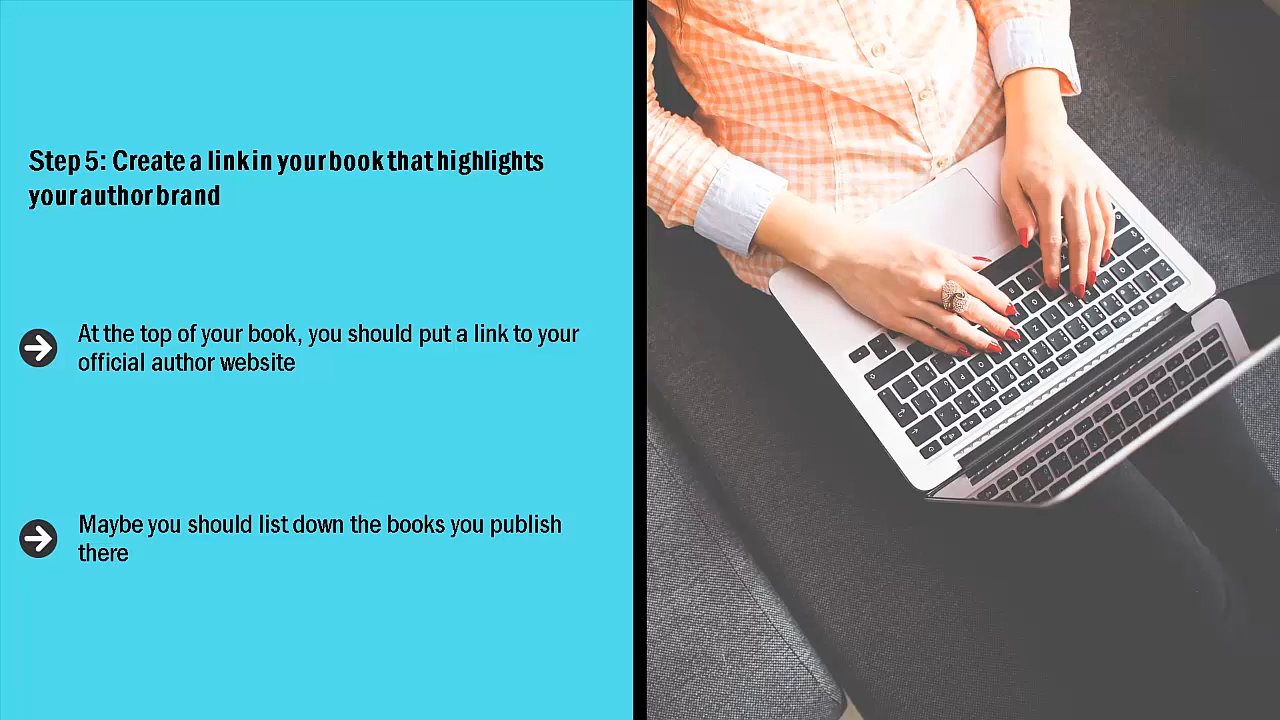 Step 5: Create a link in your book that highlights
your author brand
At the top of your book, you should put a link to your
official author website
Maybe you should list down the books you publish
there